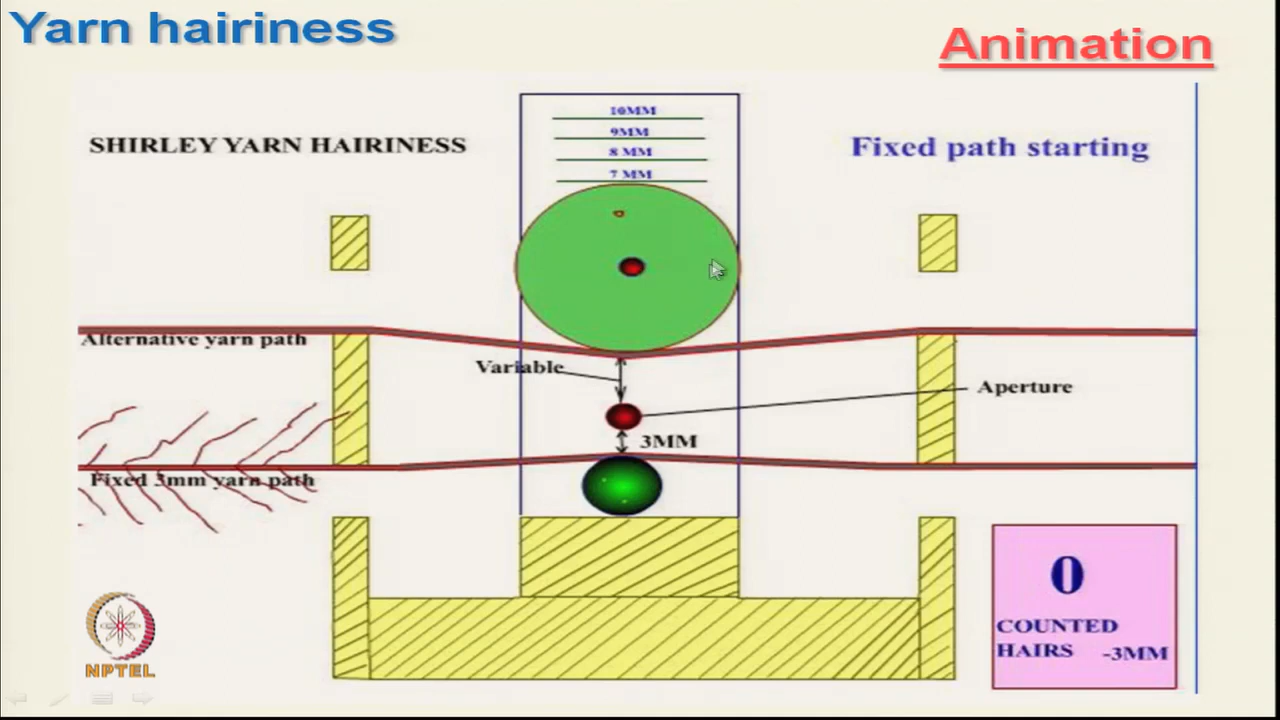 Yarn hairiness
Animation
SHIRLEY YARN HAIRINESS
Fixed path starting
10MM
9MM
8 MM
7 MM
Alternative yarn path
Variable
Aperture
3MM
Fixed 3mm yarn path
0
COUNTED
HAIRS -3MM
NPTEL